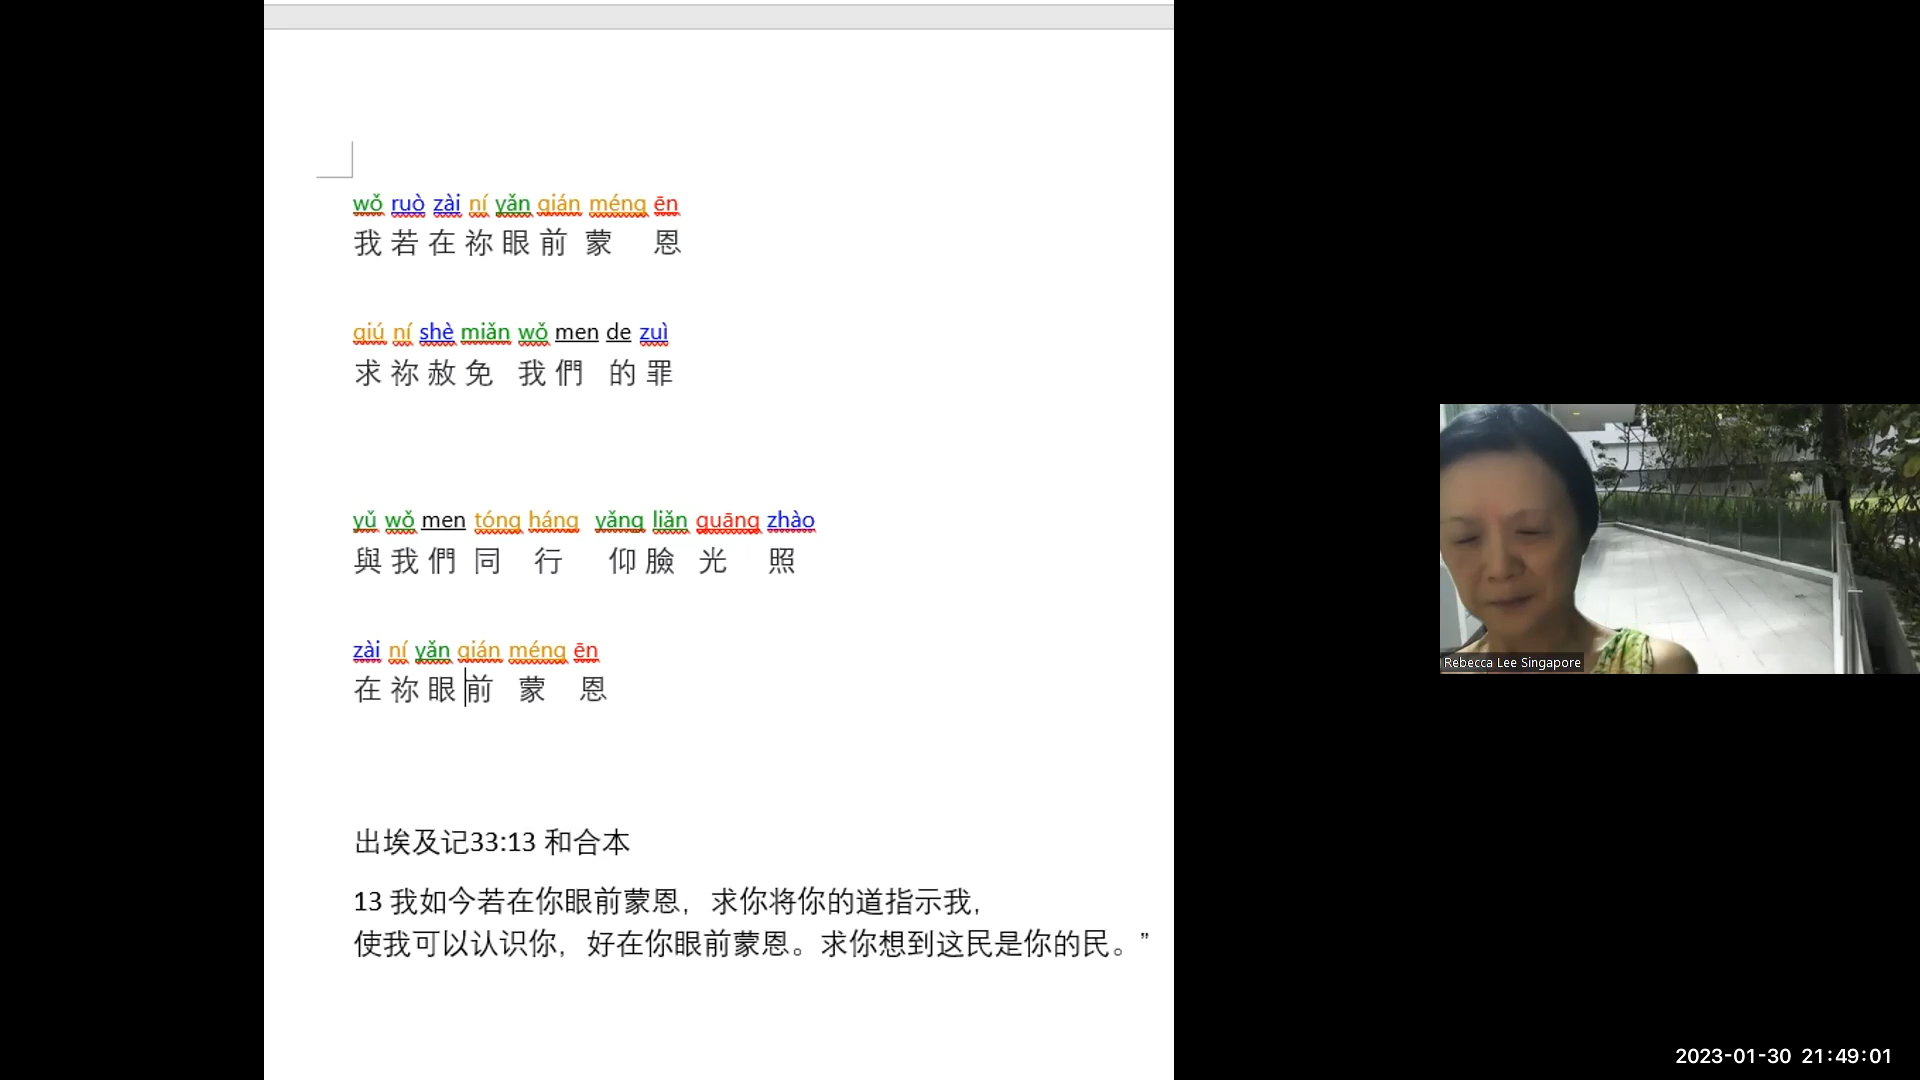 wǒ ruò zài ní yǎn qián méng ēn
我 若 在 祢 眼 前 蒙 恩
qiú ní shè miǎn wǒ men de zuì
求 祢 赦 免 我 們 的 罪
yǔ wǒ men tóng háng yǎng liǎn guāng zhào
與 我 們 同 行 仰 臉 光 照
zài ní yǎn qián méng ēn
在 祢 眼 前 蒙 恩
出埃及记33:13 和合本
13 我如今若在你眼前蒙恩，求你将你的道指示我，
使我可以认识你，好在你眼前蒙恩。求你想到这民是你的民。”
Rebecca Lee Singapore
2023-01-30 21:49:01